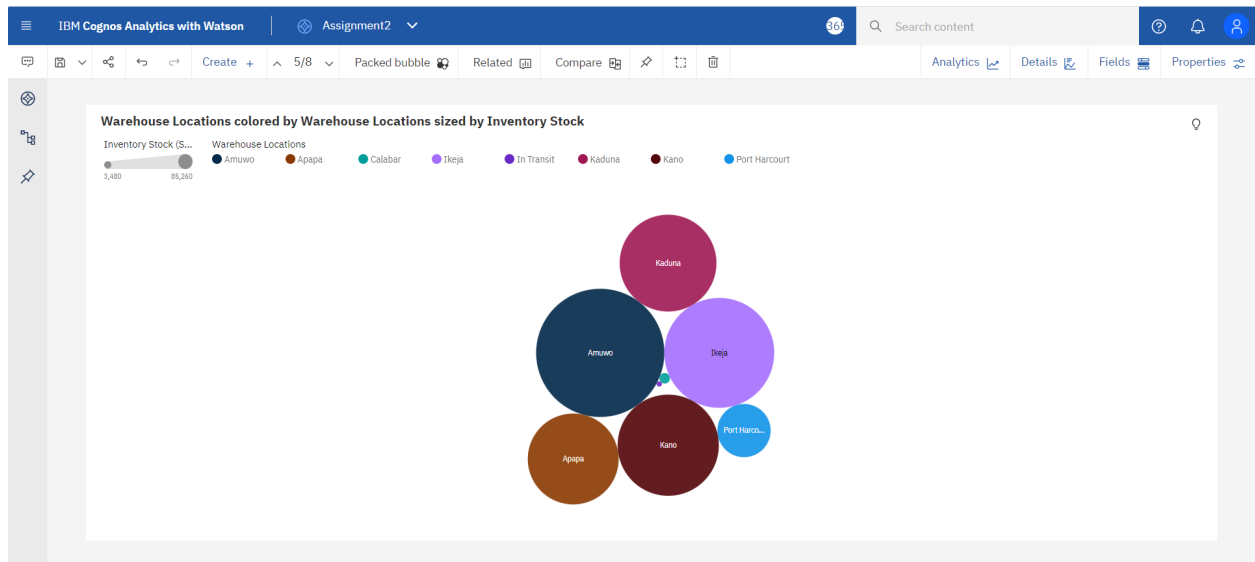 IBM Cognos Analytics with Watson Assignment2 365 Search content
Create + 5/8 Packed bubble Related Compare Analytics Details Fields Properties
Warehouse Locations colored by Warehouse Locations sized by Inventory Stock
Inventory Stock (S... Warehouse Locations
Amuwo Apapa Calabar Ikeja In Transit Kaduna Kano Port Harcourt
3,480 85,260
Kaduna
Amuwo Ikeja
Port Harco...
Kano
Apapa